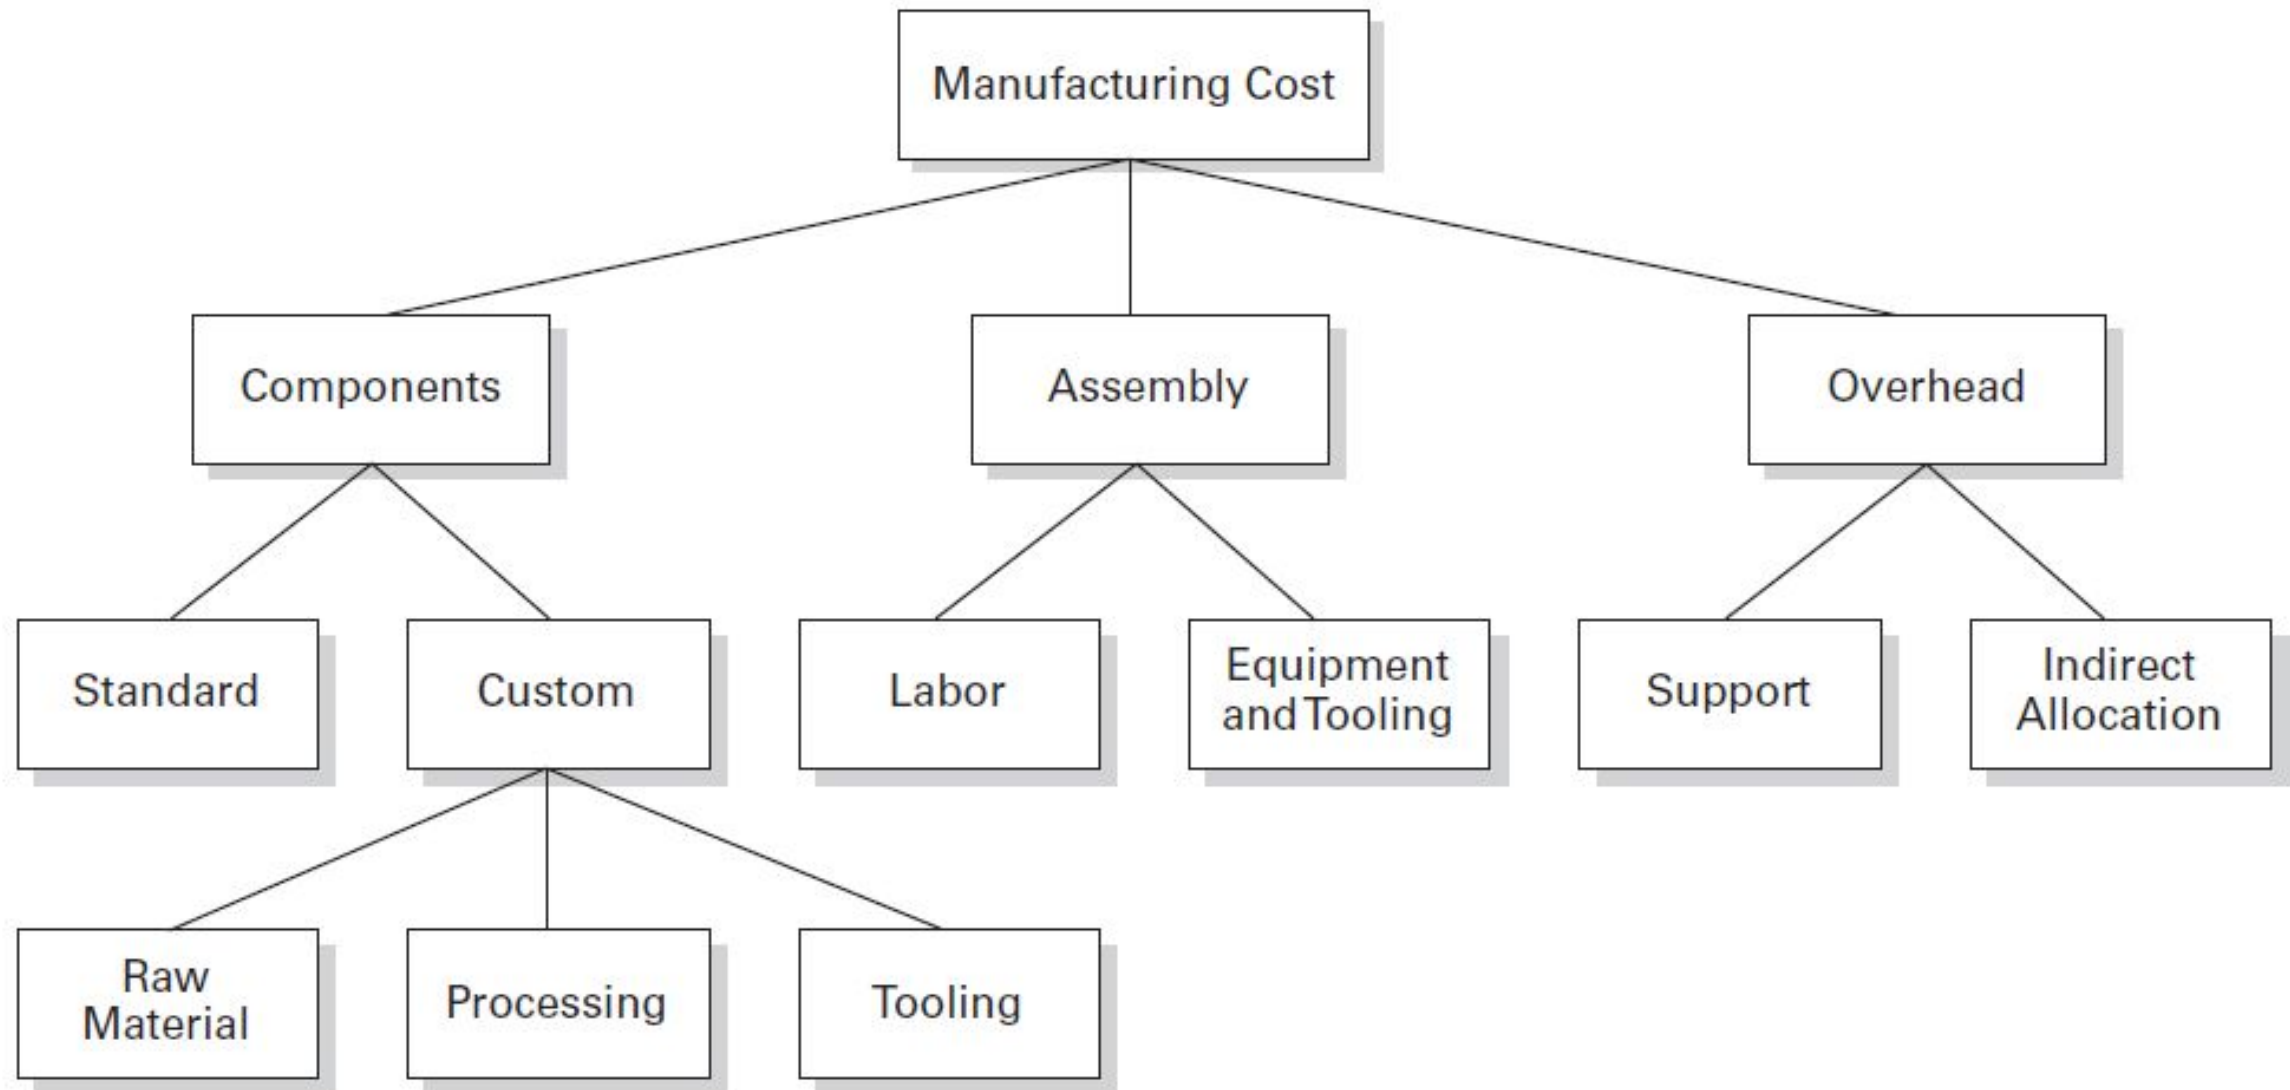 Manufacturing Cost
Components
Assembly
Overhead
Standard
Custom
Labor
Equipment
and Tooling
Support
Indirect
Allocation
Raw
Material
Processing
Tooling